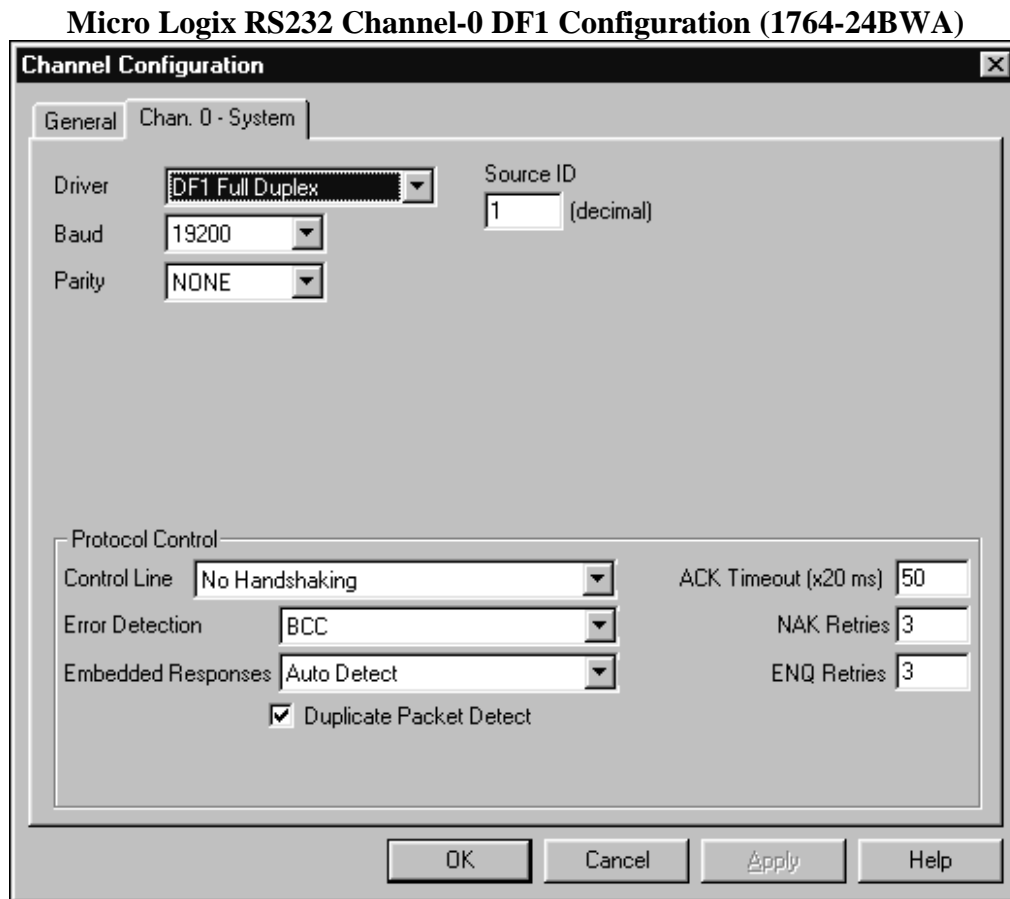 Micro Logix RS232 Channel-0 DF1 Configuration (1764-24BWA)
Channel Configuration
General
Chan. 0 - System
Driver DF1 Full Duplex
Source ID
1 (decimal)
Baud 19200
Parity NONE
Protocol Control
Control Line No Handshaking
ACK Timeout (x20 ms) 50
Error Detection BCC
NAK Retries 3
Embedded Responses Auto Detect
ENQ Retries 3
Duplicate Packet Detect
OK
Cancel
Apply
Help